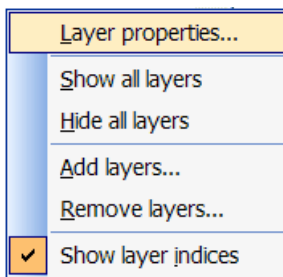 Layer properties...
Show all layers
Hide all layers
Add layers...
Remove layers...
Show layer indices